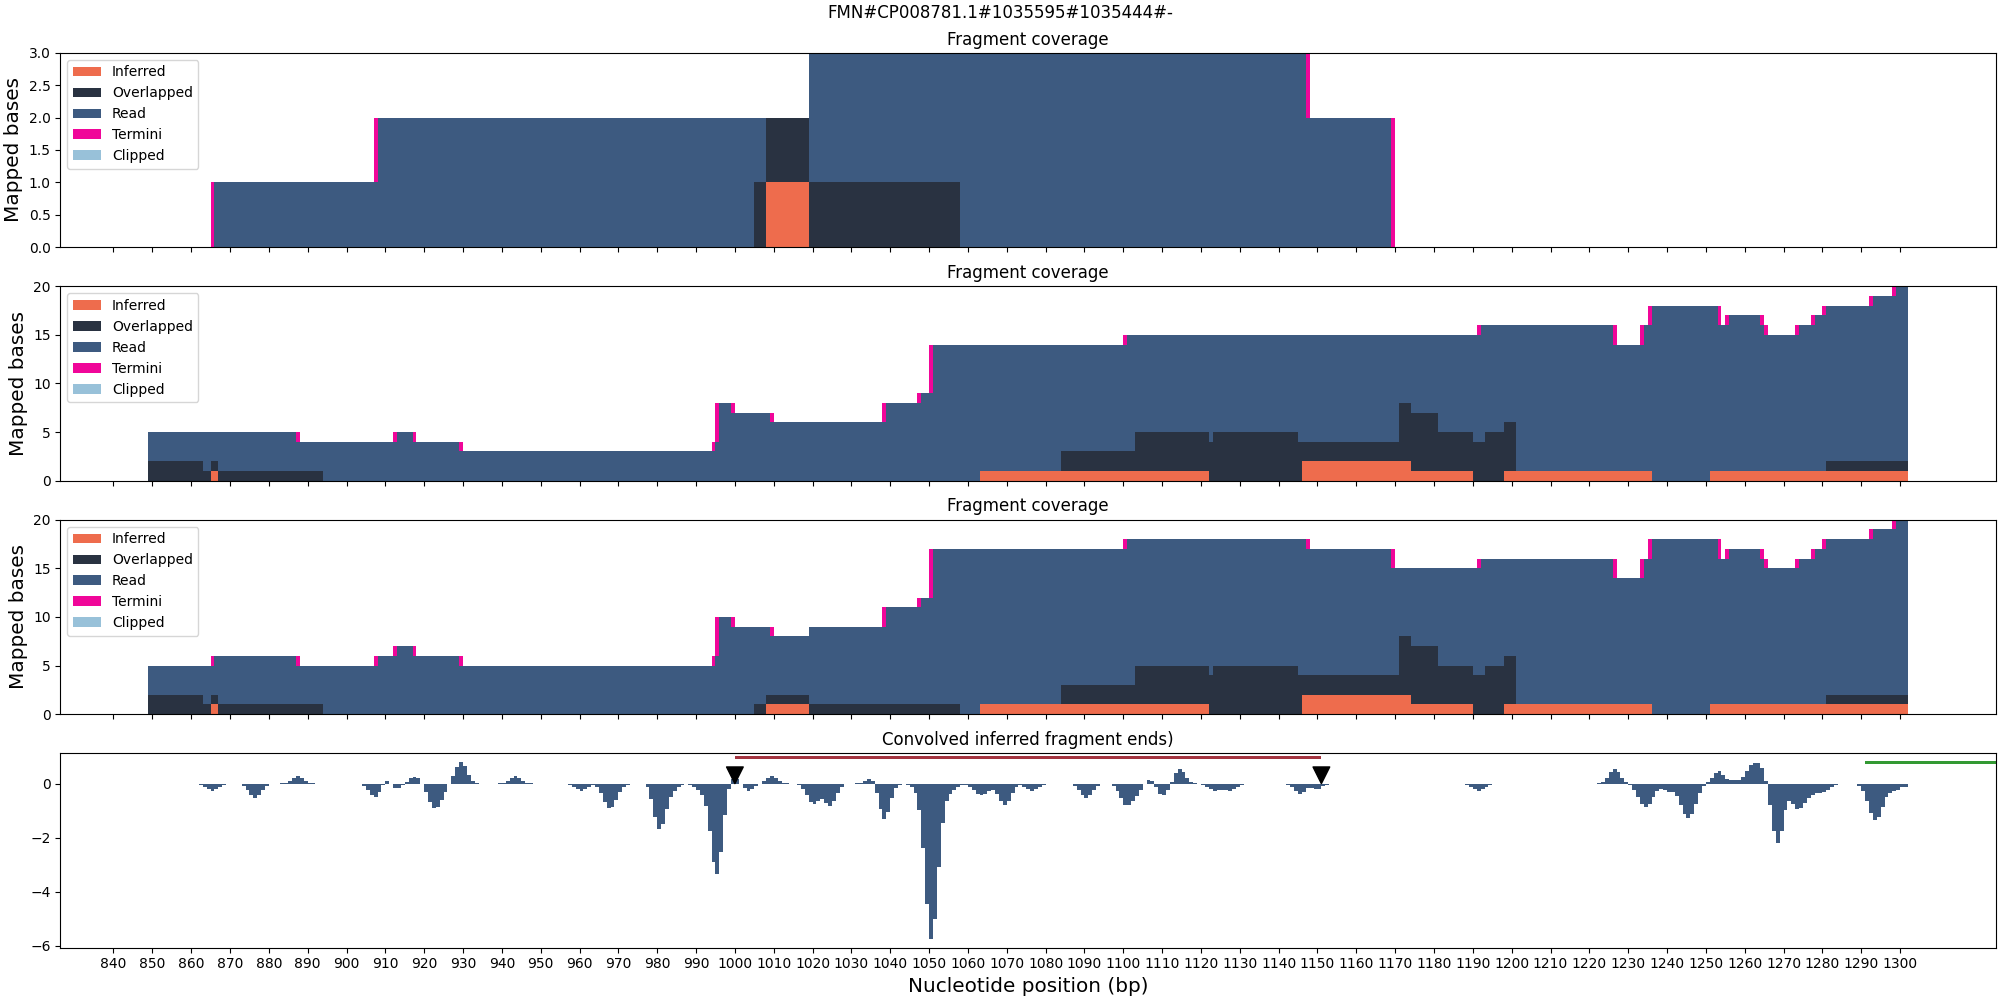 FMN#CP008781.1#1035595#1035444#-
Fragment coverage
Mapped bases
3.0
2.5
2.0
1.5
1.0
0.5
0.0
Inferred
Overlapped
Read
Termini
Clipped
Fragment coverage
Mapped bases
20
15
10
5
0
Inferred
Overlapped
Read
Termini
Clipped
Fragment coverage
Mapped bases
20
15
10
5
0
Inferred
Overlapped
Read
Termini
Clipped
Convolved inferred fragment ends)
0
−2
−4
−6
840 850 860 870 880 890 900 910 920 930 940 950 960 970 980 990 1000 1010 1020 1030 1040 1050 1060 1070 1080 1090 1100 1110 1120 1130 1140 1150 1160 1170 1180 1190 1200 1210 1220 1230 1240 1250 1260 1270 1280 1290 1300
Nucleotide position (bp)